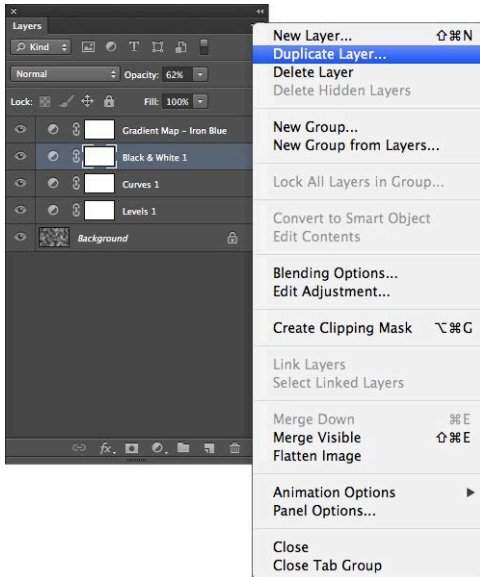 Layers
Kind
Normal Opacity: 62%
Lock: Fill: 100%
Gradient Map - Iron Blue
Black & White 1
Curves 1
Levels 1
Background
fx
New Layer... ⇧⌘N
Duplicate Layer...
Delete Layer
Delete Hidden Layers
New Group...
New Group from Layers...
Lock All Layers in Group...
Convert to Smart Object
Edit Contents
Blending Options...
Edit Adjustment...
Create Clipping Mask ⌥⌘G
Link Layers
Select Linked Layers
Merge Down ⌘E
Merge Visible ⇧⌘E
Flatten Image
Animation Options
Panel Options...
Close
Close Tab Group